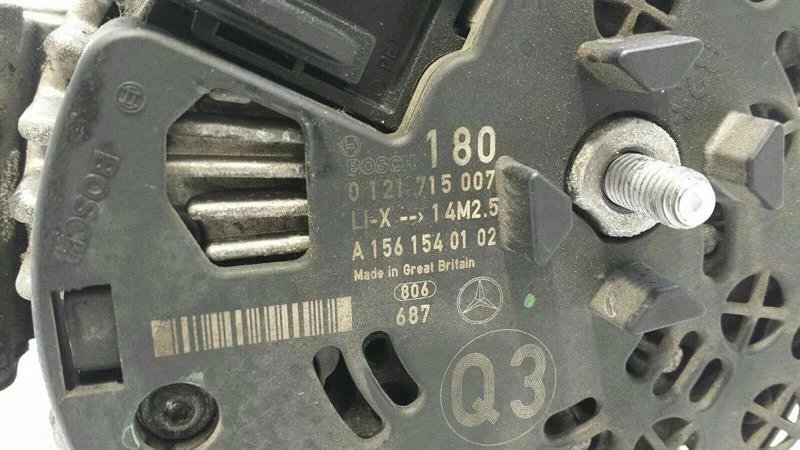 BOSCH 180
0 121 715 007
LI-X --> 14M2.5
A 156 154 01 02
Made in Great Britain
806
687
Q3
BOSCH